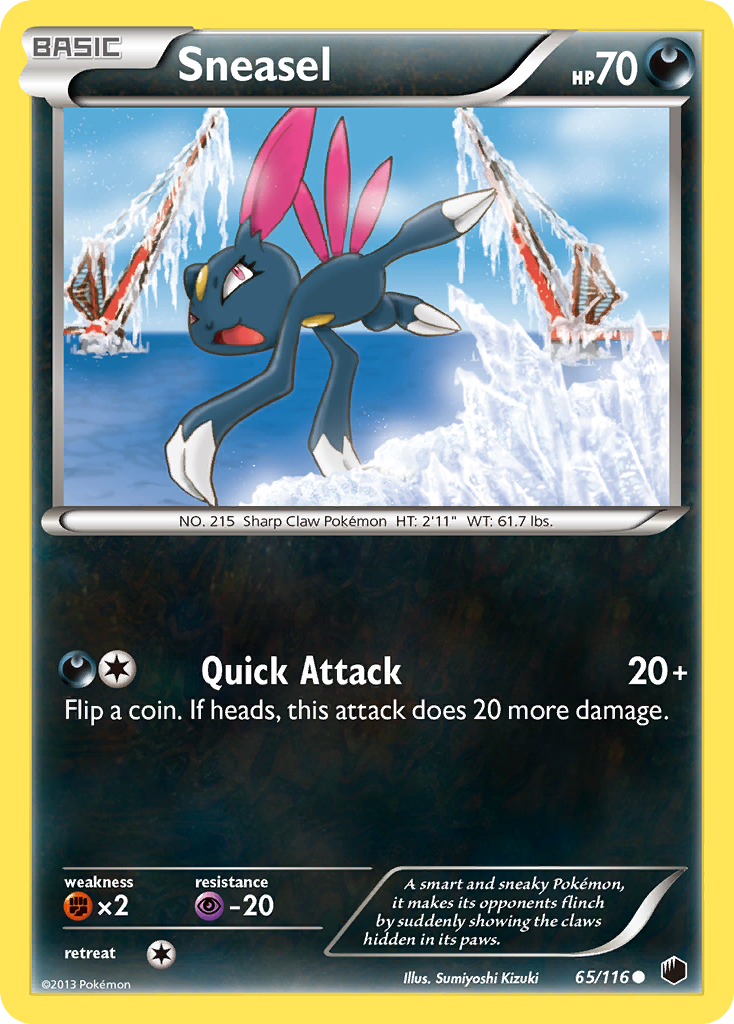 BASIC
Sneasel
HP70
NO. 215 Sharp Claw Pokémon HT: 2'11" WT: 61.7 lbs.
Quick Attack 20+
Flip a coin. If heads, this attack does 20 more damage.
weakness resistance
×2 -20
A smart and sneaky Pokémon,
it makes its opponents flinch
by suddenly showing the claws
hidden in its paws.
retreat
©2013 Pokémon
Illus. Sumiyoshi Kizuki
65/116